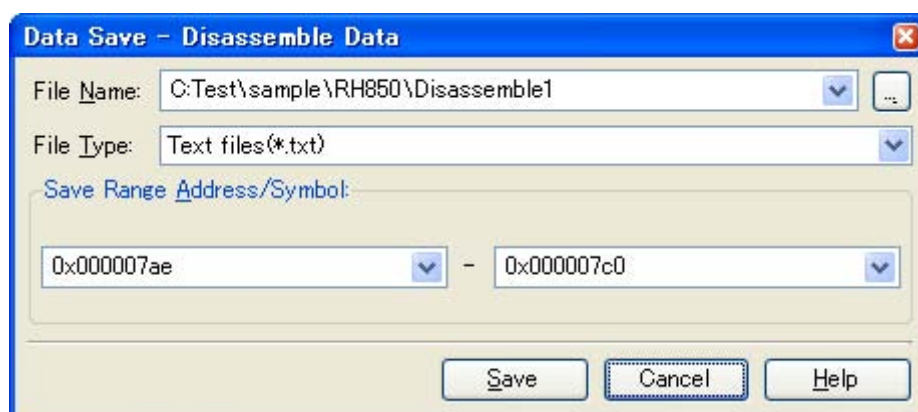 Data Save - Disassemble Data
File Name: C:Test\sample\RH850\Disassemble1 ...
File Type: Text files(*.txt)
Save Range Address/Symbol:
0x000007ae - 0x000007c0
Save Cancel Help